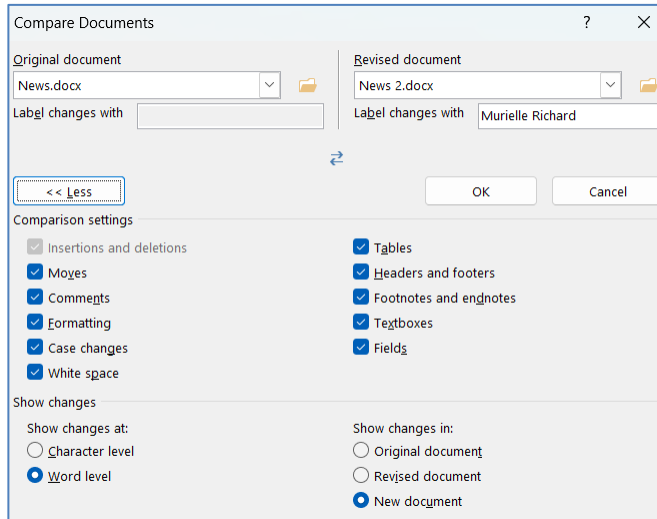 Compare Documents ?
Original document Revised document
News.docx News 2.docx
Label changes with Label changes with Murielle Richard
<< Less OK Cancel
Comparison settings
Insertions and deletions Tables
Moves Headers and footers
Comments Footnotes and endnotes
Formatting Textboxes
Case changes Fields
White space
Show changes
Show changes at: Show changes in:
Character level Original document
Word level Revised document
New document